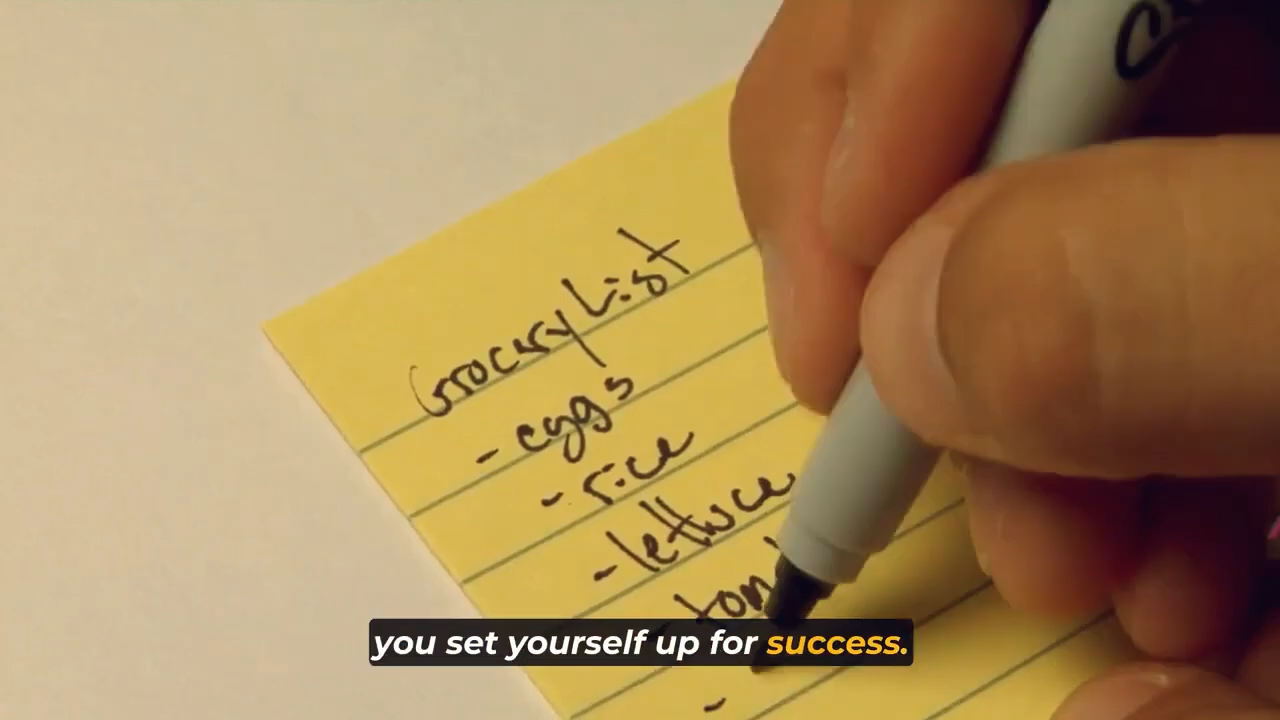 Grocery List
- eggs
- rice
- lettuce
-
you set yourself up for success.